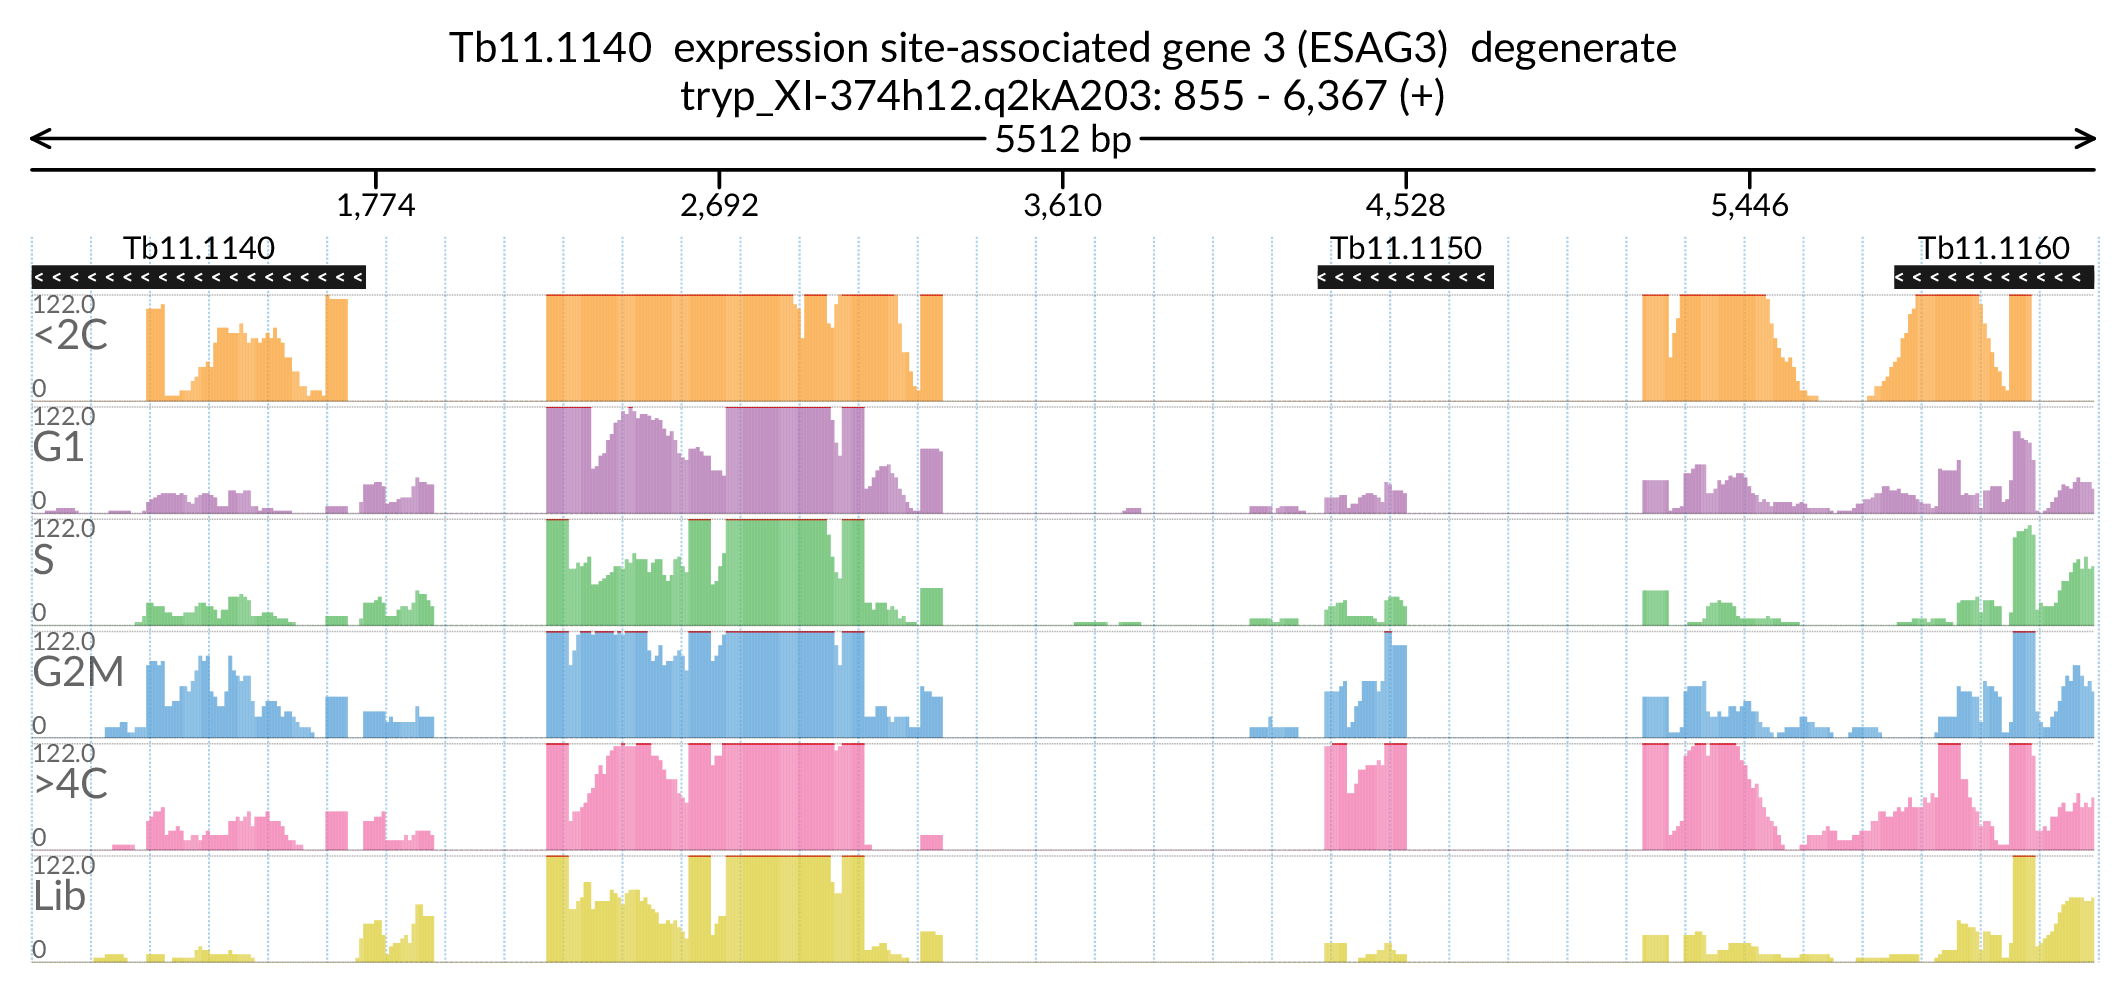 Tb11.1140 expression site-associated gene 3 (ESAG3) degenerate
tryp_XI-374h12.q2kA203: 855 - 6,367 (+)
5512 bp
1,774 2,692 3,610 4,528 5,446
Tb11.1140 Tb11.1150 Tb11.1160
122.0
<2C
0
122.0
G1
0
122.0
S
0
122.0
G2M
0
122.0
>4C
0
122.0
Lib
0